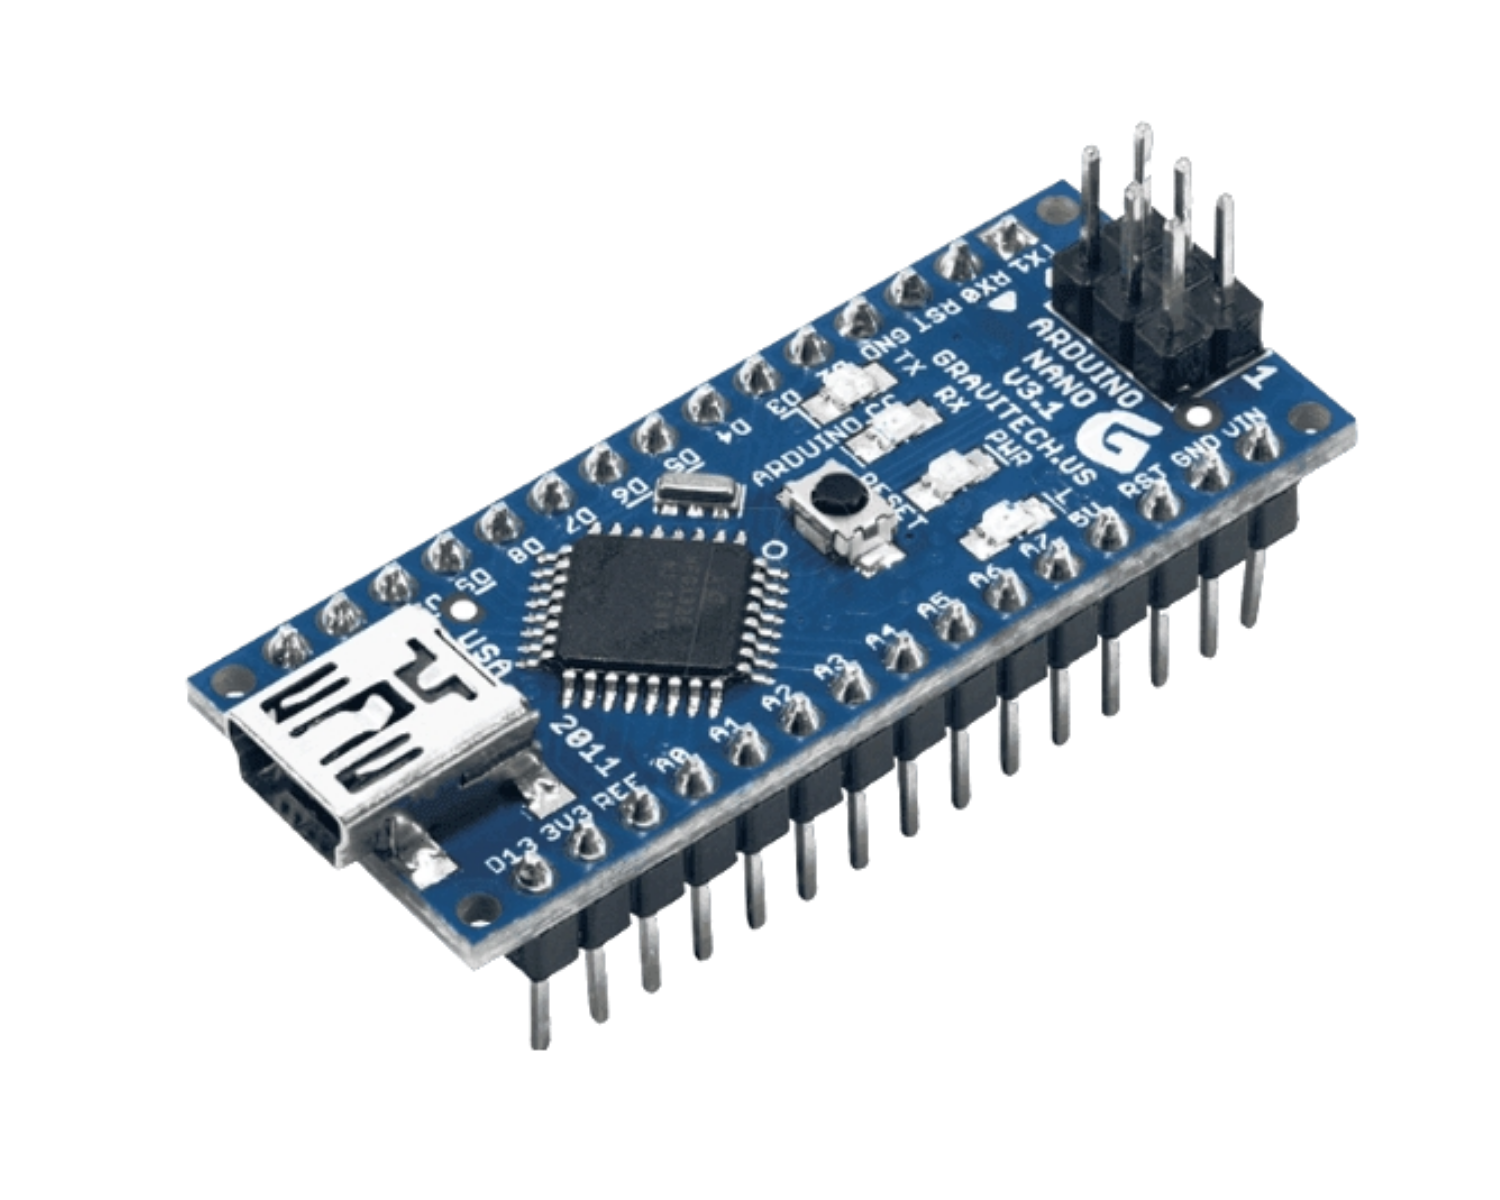 TX1
RX0
RST
GND
D2
D3
D4
D5
D6
D7
D8
D9
TX
RX
PWR
L
ARDUINO
NANO
V3.1
GRAVITECH.US
G
ARDUINO.CC
RESET
1
USA
2011
D13
3V3
REF
A0
A1
A2
A3
A4
A5
A6
A7
5V
RST
GND
VIN